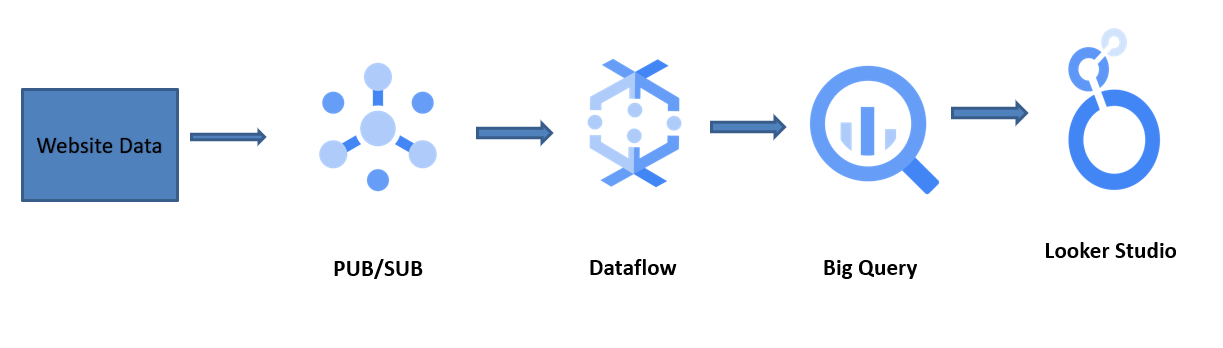 Website Data
PUB/SUB
Dataflow
Big Query
Looker Studio